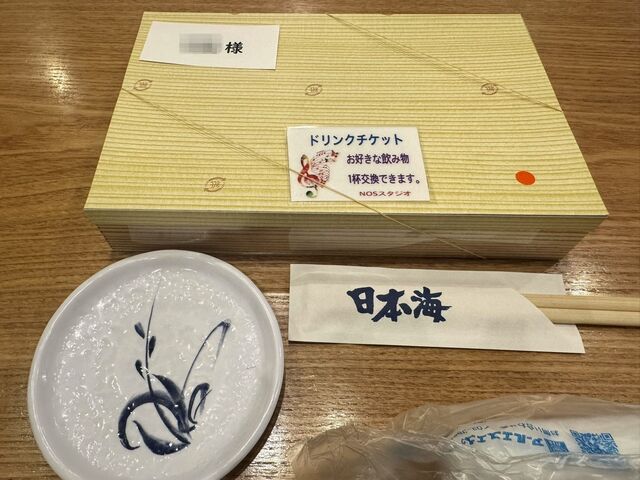 様
ドリンクチケット
お好きな飲み物
1杯交換できます。
NOSスタジオ
日本海